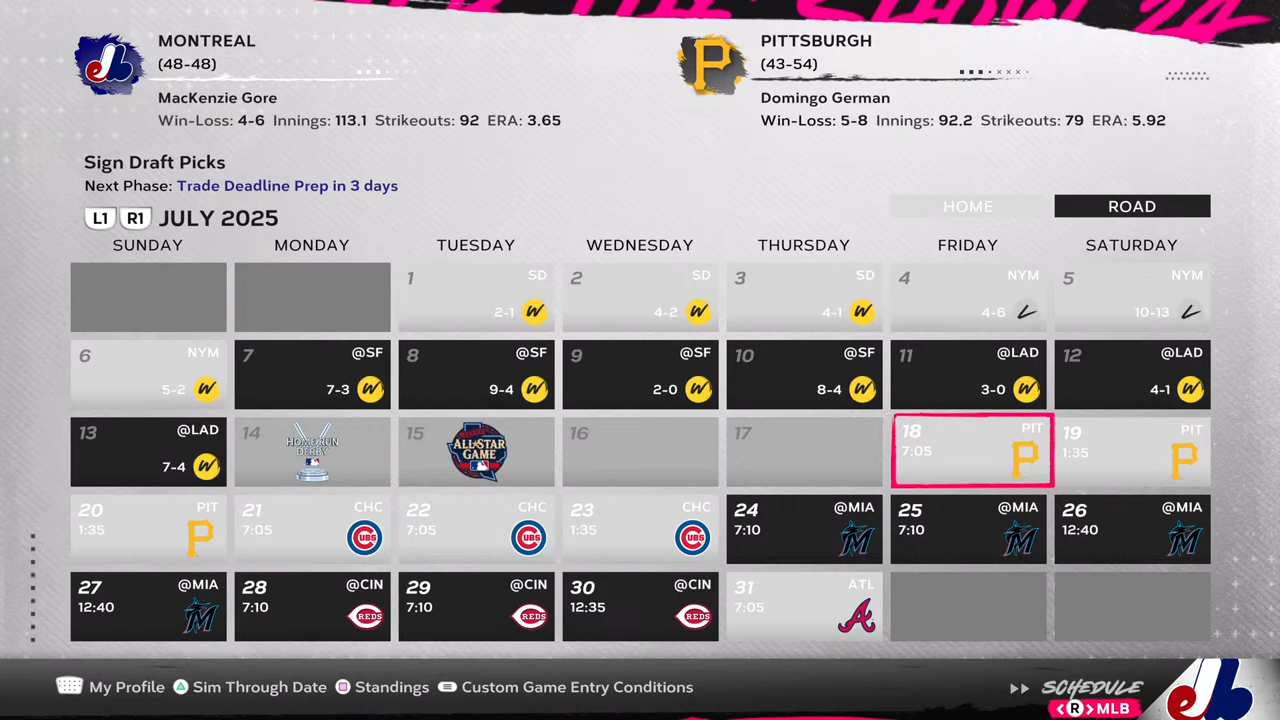 THE SHOW 24
MONTREAL
(48-48)
MacKenzie Gore
Win-Loss: 4-6 Innings: 113.1 Strikeouts: 92 ERA: 3.65
PITTSBURGH
(43-54)
Domingo German
Win-Loss: 5-8 Innings: 92.2 Strikeouts: 79 ERA: 5.92
P
Sign Draft Picks
Next Phase: Trade Deadline Prep in 3 days
L1 R1 JULY 2025
HOME ROAD
SUNDAY MONDAY TUESDAY WEDNESDAY THURSDAY FRIDAY SATURDAY
1 SD 2 SD 3 SD 4 NYM 5 NYM
2-1 W 4-2 W 4-1 W 4-6 L 10-13 L
6 NYM 7 @SF 8 @SF 9 @SF 10 @SF 11 @LAD 12 @LAD
5-2 W 7-3 W 9-4 W 2-0 W 8-4 W 3-0 W 4-1 W
13 @LAD 14 HOME RUN DERBY 15 ALL-STAR GAME 16 17 18 PIT 19 PIT
7-4 W 7:05 P 1:35 P
20 PIT 21 CHC 22 CHC 23 CHC 24 @MIA 25 @MIA 26 @MIA
1:35 P 7:05 CUBS 7:05 CUBS 1:35 CUBS 7:10 M 7:10 M 12:40 M
27 @MIA 28 @CIN 29 @CIN 30 @CIN 31 ATL
12:40 M 7:10 REDS 7:10 REDS 12:35 REDS 7:05 A
My Profile Sim Through Date Standings Custom Game Entry Conditions
SCHEDULE
<R> MLB